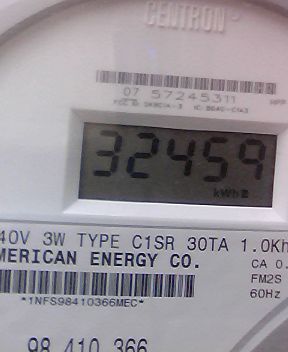 CENTRON
07 57245311
32459
kWh
40V 3W TYPE C1SR 30TA 1.0Kh
MERICAN ENERGY CO.
CA 0.
FM2S
60Hz
*1NFS98410366MEC*
98 410 366